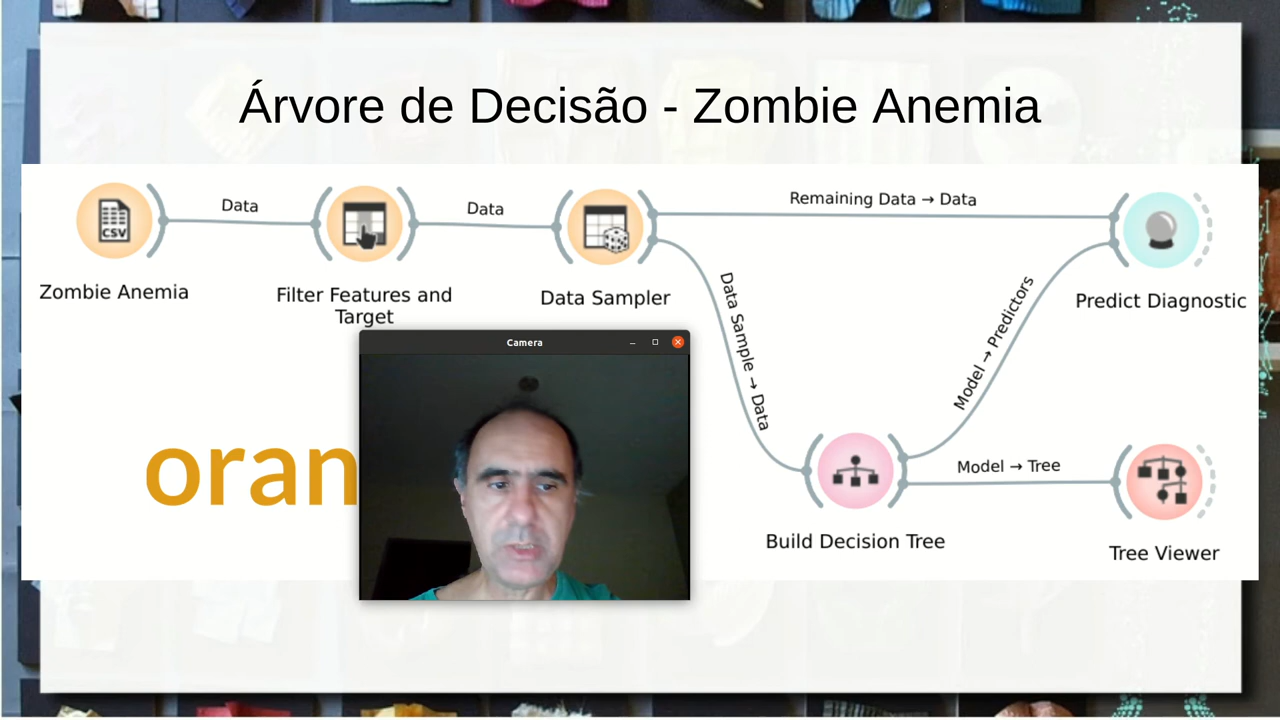 Árvore de Decisão - Zombie Anemia
Data
Data
Remaining Data → Data
Zombie Anemia
Filter Features and
Target
Data Sampler
Predict Diagnostic
Data Sample → Data
Model → Predictors
Camera
CSV
oran
Model → Tree
Build Decision Tree
Tree Viewer